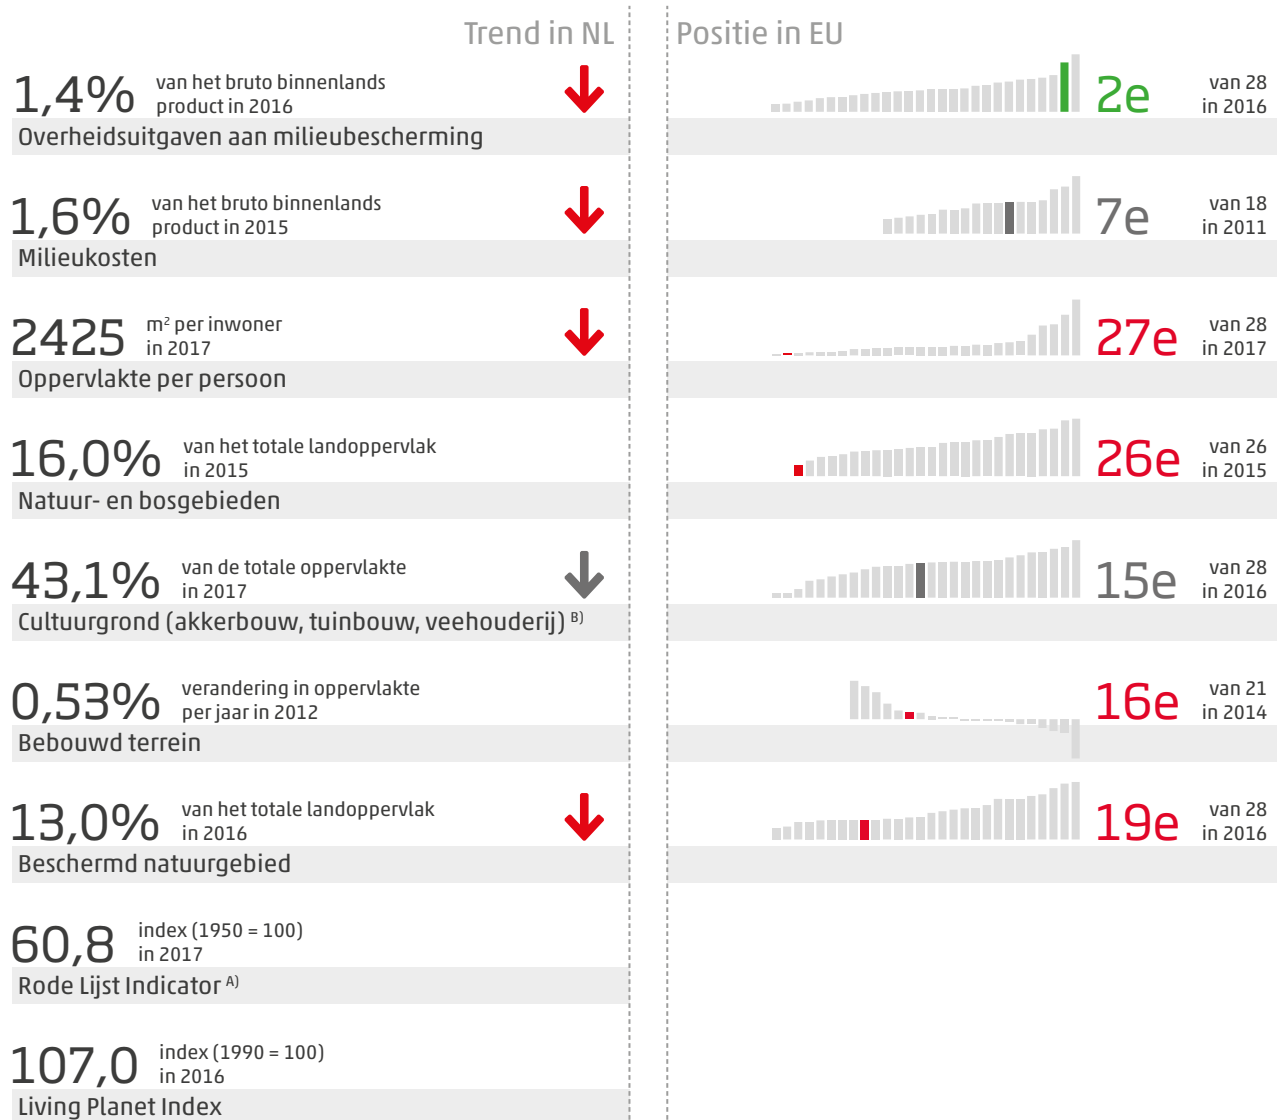 Trend in NL
Positie in EU
1,4%
van het bruto binnenlands
product in 2016
2e
van 28
in 2016
Overheidsuitgaven aan milieubescherming
1,6%
van het bruto binnenlands
product in 2015
7e
van 18
in 2011
Milieukosten
2425
m² per inwoner
in 2017
27e
van 28
in 2017
Oppervlakte per persoon
16,0%
van het totale landoppervlak
in 2015
26e
van 26
in 2015
Natuur- en bosgebieden
43,1%
van de totale oppervlakte
in 2017
15e
van 28
in 2016
Cultuurgrond (akkerbouw, tuinbouw, veehouderij) B)
0,53%
verandering in oppervlakte
per jaar in 2012
16e
van 21
in 2014
Bebouwd terrein
13,0%
van het totale landoppervlak
in 2016
19e
van 28
in 2016
Beschermd natuurgebied
60,8
index (1950 = 100)
in 2017
Rode Lijst Indicator A)
107,0
index (1990 = 100)
in 2016
Living Planet Index